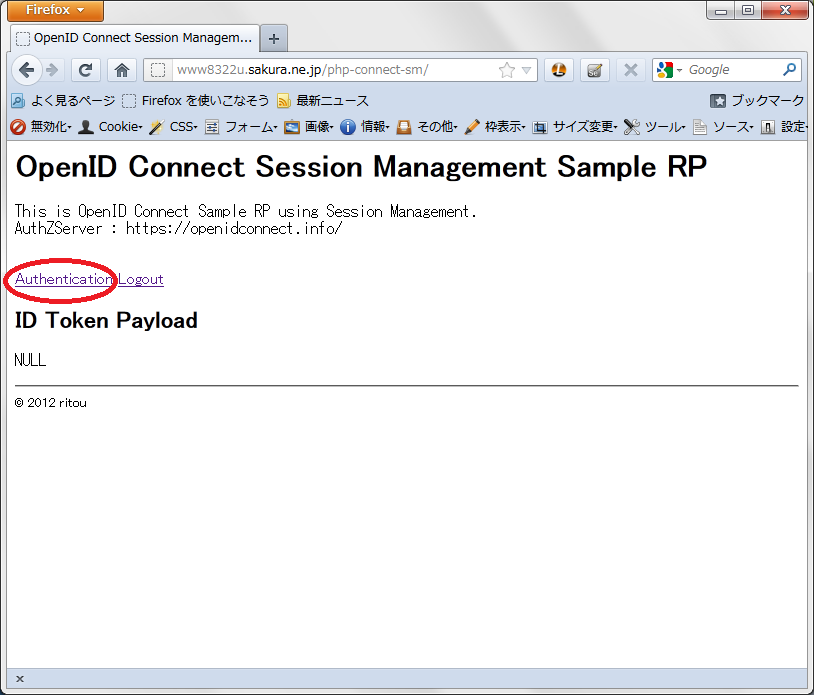 Firefox
OpenID Connect Session Managem...
www8322u.sakura.ne.jp/php-connect-sm/
Google
よく見るページ Firefox を使いこなそう 最新ニュース ブックマーク
無効化 Cookie CSS フォーム 画像 情報 その他 枠表示 サイズ変更 ツール ソース 設定
OpenID Connect Session Management Sample RP
This is OpenID Connect Sample RP using Session Management.
AuthZServer : https://openidconnect.info/
Authentication Logout
ID Token Payload
NULL
© 2012 ritou